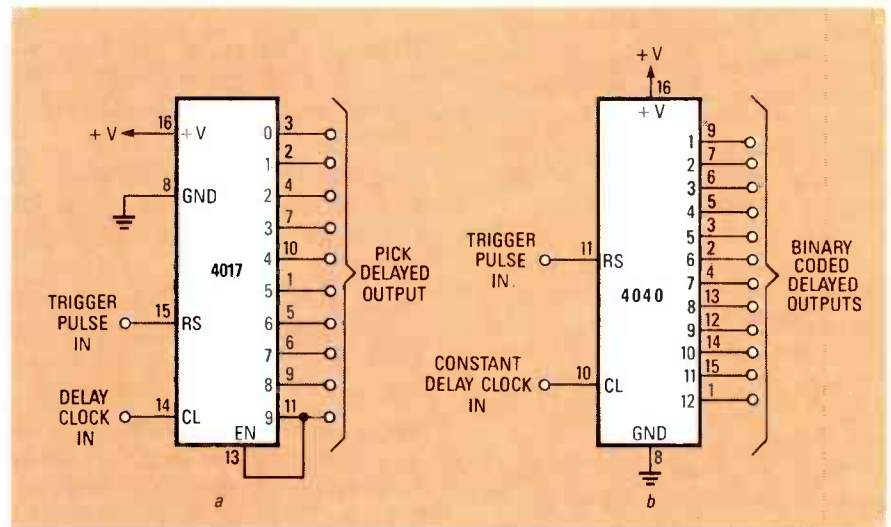 +V
16
+V
8
GND
4017
TRIGGER
PULSE
IN
15
RS
DELAY
CLOCK
IN
14
CL
EN
13
0
3
1
2
2
4
3
7
4
10
5
1
6
5
7
6
8
9
9
11
PICK
DELAYED
OUTPUT
a
+V
16
+V
TRIGGER
PULSE
IN.
11
RS
4040
CONSTANT
DELAY CLOCK
IN
10
CL
GND
8
1
9
2
7
3
6
4
5
5
3
6
2
7
4
8
13
9
12
10
14
11
15
12
1
BINARY
CODED
DELAYED
OUTPUTS
b